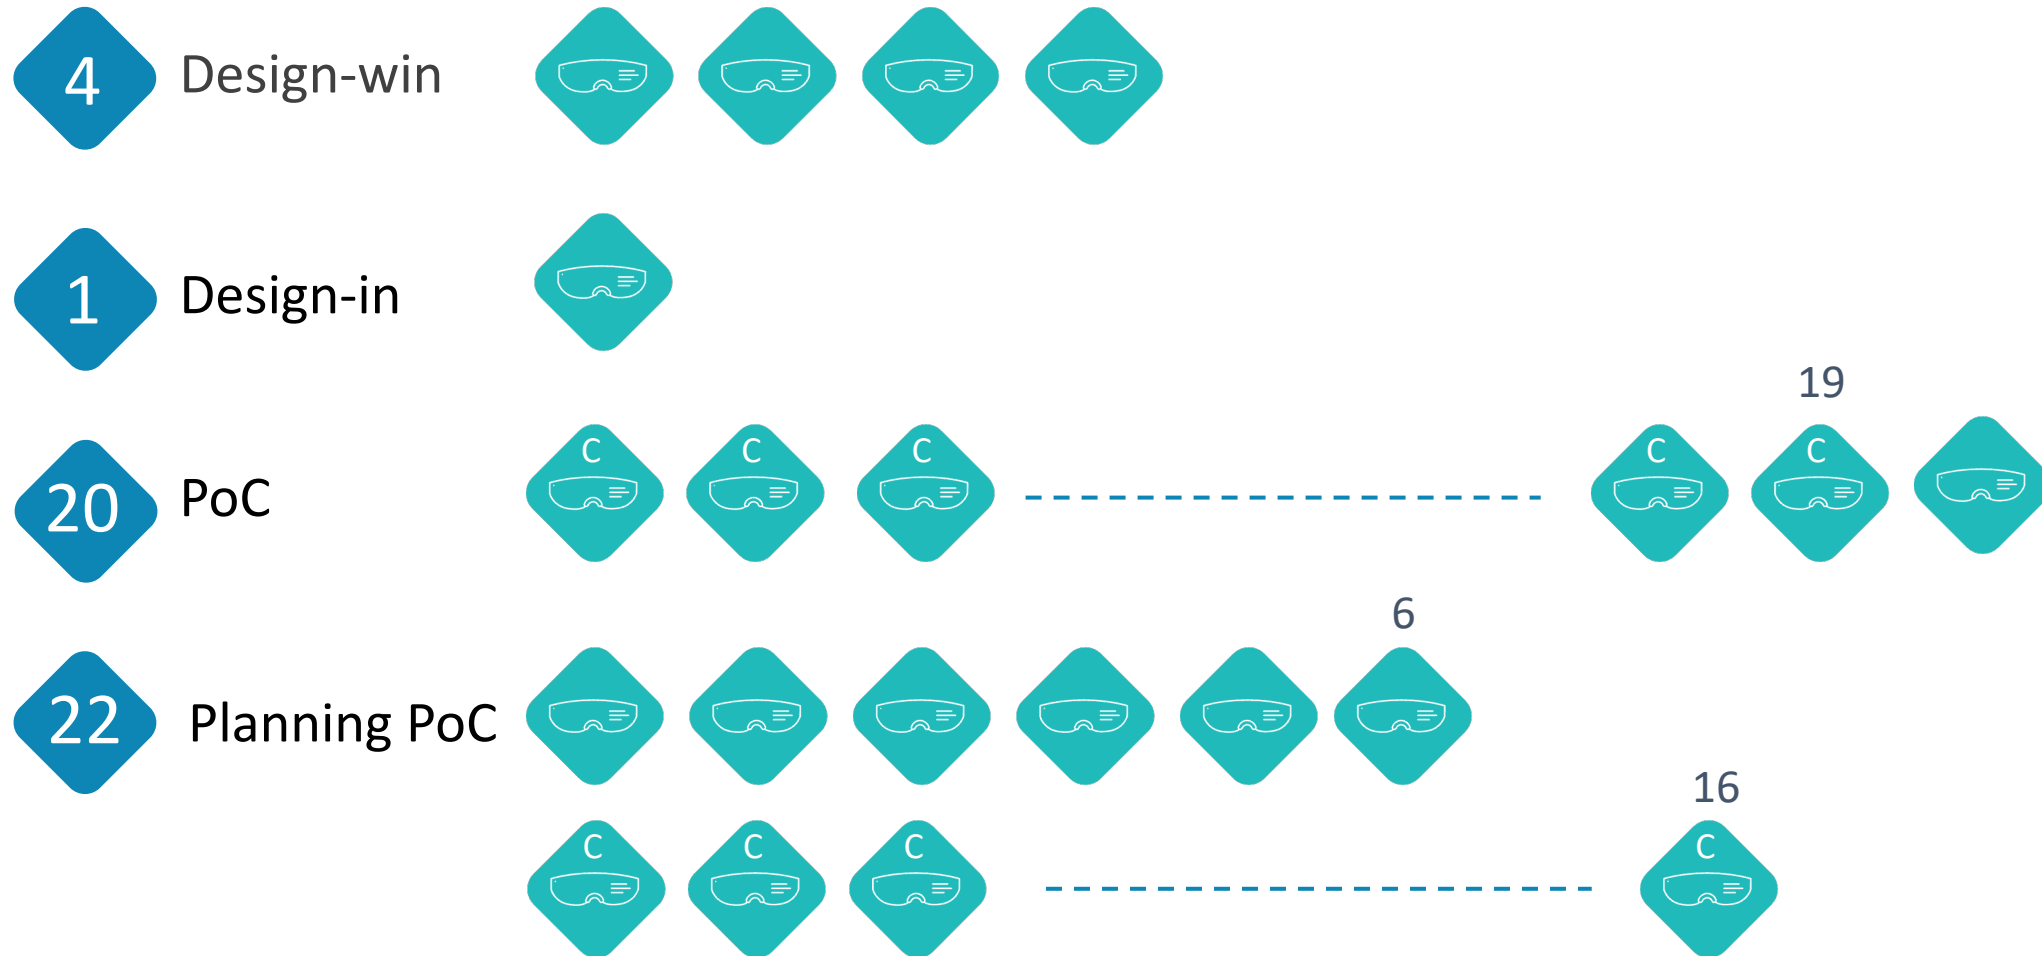 4 Design-win
1 Design-in
19
20 PoC C C C C C
6
22 Planning PoC
16
C C C C